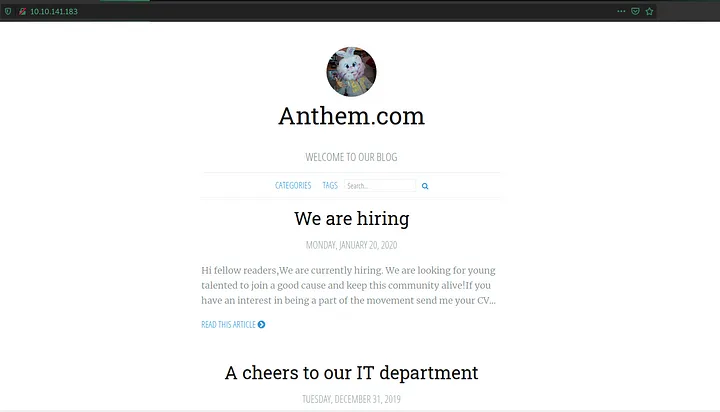 10.10.141.183
Anthem.com
WELCOME TO OUR BLOG
CATEGORIES TAGS Search...
We are hiring
MONDAY, JANUARY 20, 2020
Hi fellow readers,We are currently hiring. We are looking for young
talented to join a good cause and keep this community alive!If you
have an interest in being a part of the movement send me your CV...
READ THIS ARTICLE
A cheers to our IT department
TUESDAY, DECEMBER 31, 2019